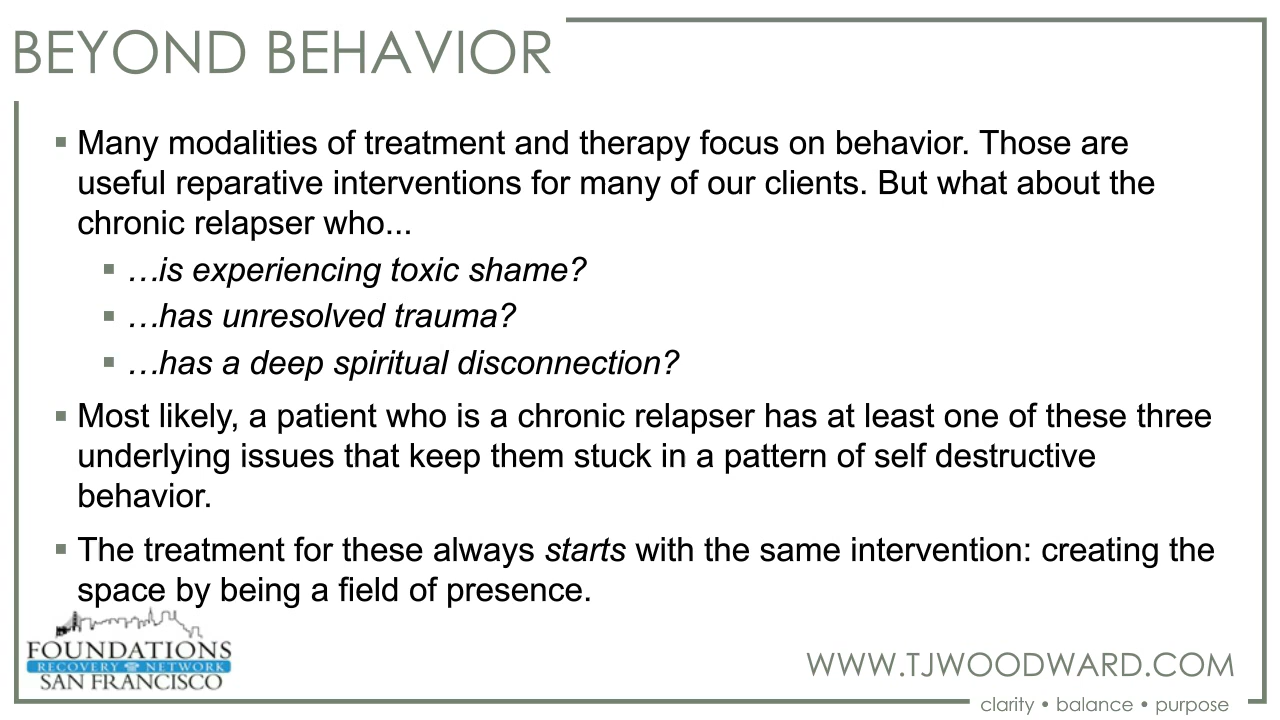 BEYOND BEHAVIOR
▪ Many modalities of treatment and therapy focus on behavior. Those are
useful reparative interventions for many of our clients. But what about the
chronic relapser who...
▪ …is experiencing toxic shame?
▪ …has unresolved trauma?
▪ …has a deep spiritual disconnection?
▪ Most likely, a patient who is a chronic relapser has at least one of these three
underlying issues that keep them stuck in a pattern of self destructive
behavior.
▪ The treatment for these always starts with the same intervention: creating the
space by being a field of presence.
FOUNDATIONS
RECOVERY NETWORK
SAN FRANCISCO
WWW.TJWOODWARD.COM
clarity • balance • purpose